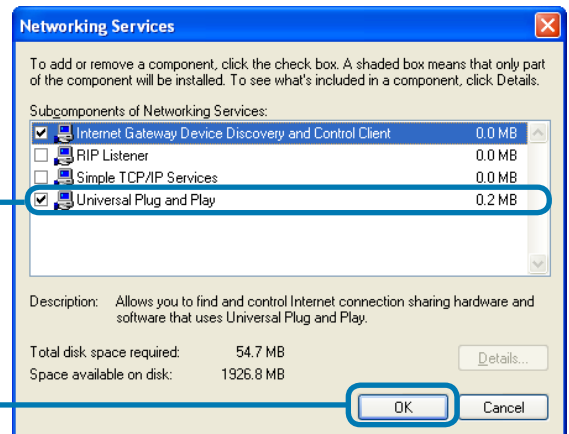 Networking Services
To add or remove a component, click the check box. A shaded box means that only part
of the component will be installed. To see what's included in a component, click Details.
Subcomponents of Networking Services:
Internet Gateway Device Discovery and Control Client 0.0 MB
RIP Listener 0.0 MB
Simple TCP/IP Services 0.0 MB
Universal Plug and Play 0.2 MB
Description: Allows you to find and control Internet connection sharing hardware and
software that uses Universal Plug and Play.
Total disk space required: 54.7 MB
Space available on disk: 1926.8 MB
Details...
OK Cancel